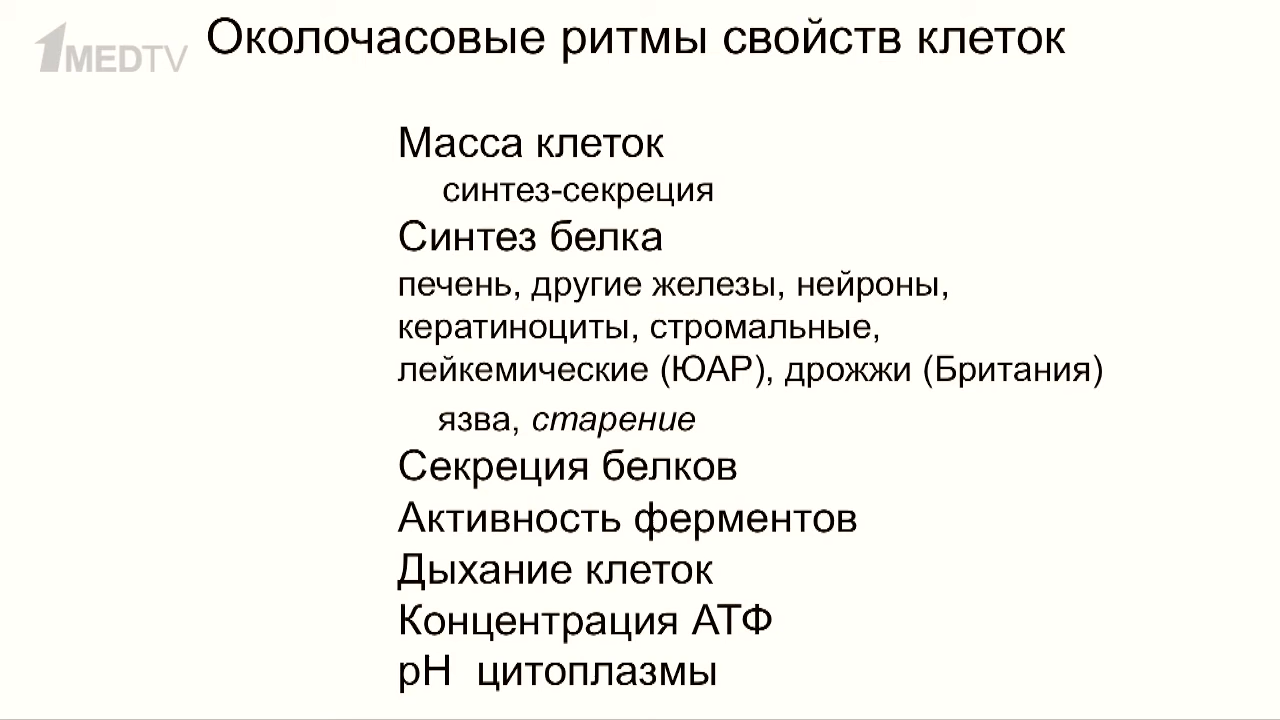 1MEDTV
Околочасовые ритмы свойств клеток
Масса клеток
синтез-секреция
Синтез белка
печень, другие железы, нейроны,
кератиноциты, стромальные,
лейкемические (ЮАР), дрожжи (Британия)
язва, старение
Секреция белков
Активность ферментов
Дыхание клеток
Концентрация АТФ
рН цитоплазмы